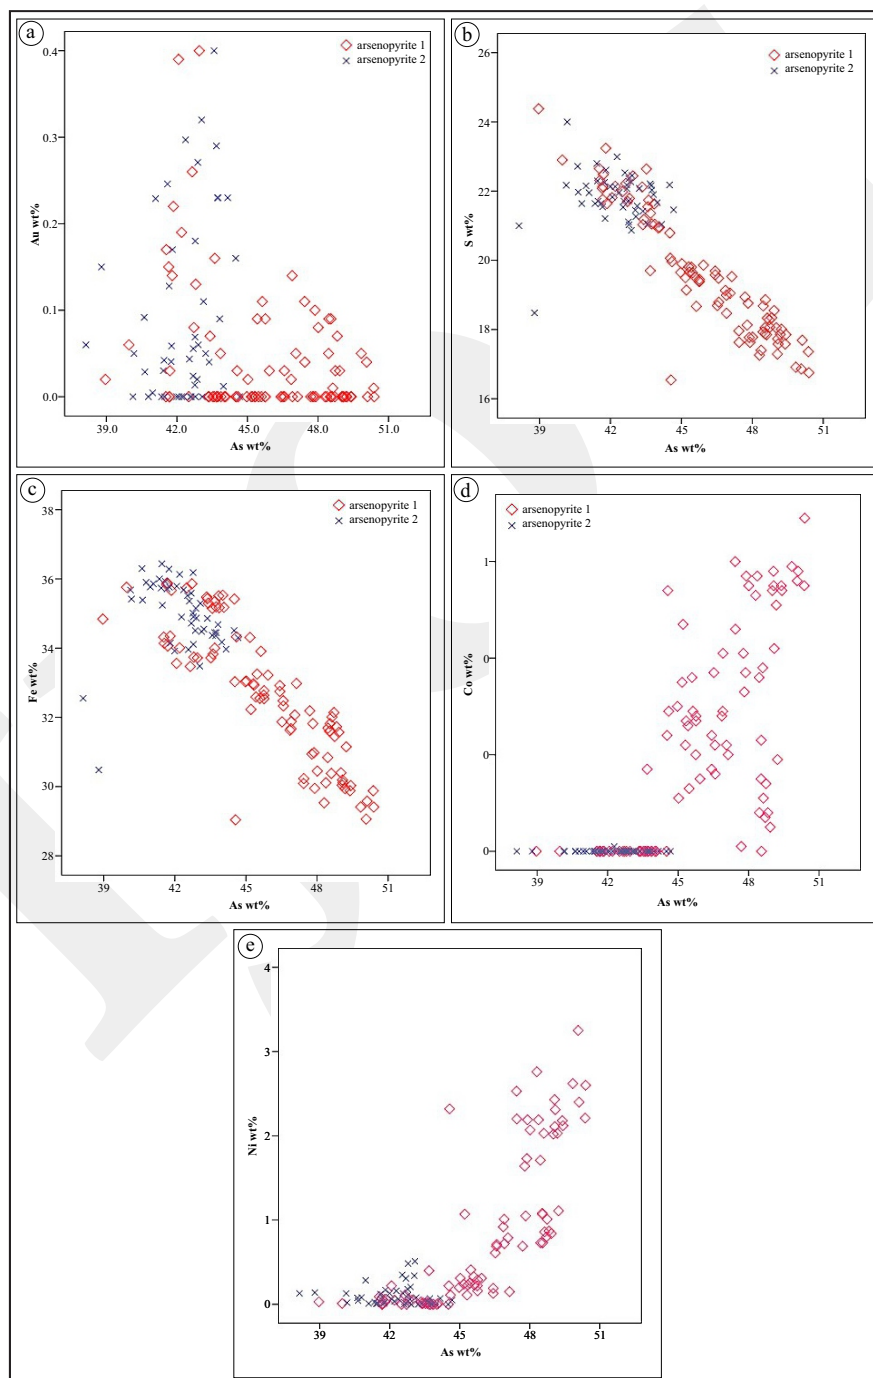 a
arsenopyrite 1
arsenopyrite 2
0.4
0.3
0.2
0.1
0.0
Au wt%
39.0 42.0 45.0 48.0 51.0
As wt%
b
arsenopyrite 1
arsenopyrite 2
26
24
22
20
18
16
S wt%
39 42 45 48 51
As wt%
c
arsenopyrite 1
arsenopyrite 2
38
36
34
32
30
28
Fe wt%
39 42 45 48 51
As wt%
d
arsenopyrite 1
arsenopyrite 2
1
0
0
0
Co wt%
39 42 45 48 51
As wt%
e
4
3
2
1
0
Ni wt%
39 42 45 48 51
As wt%